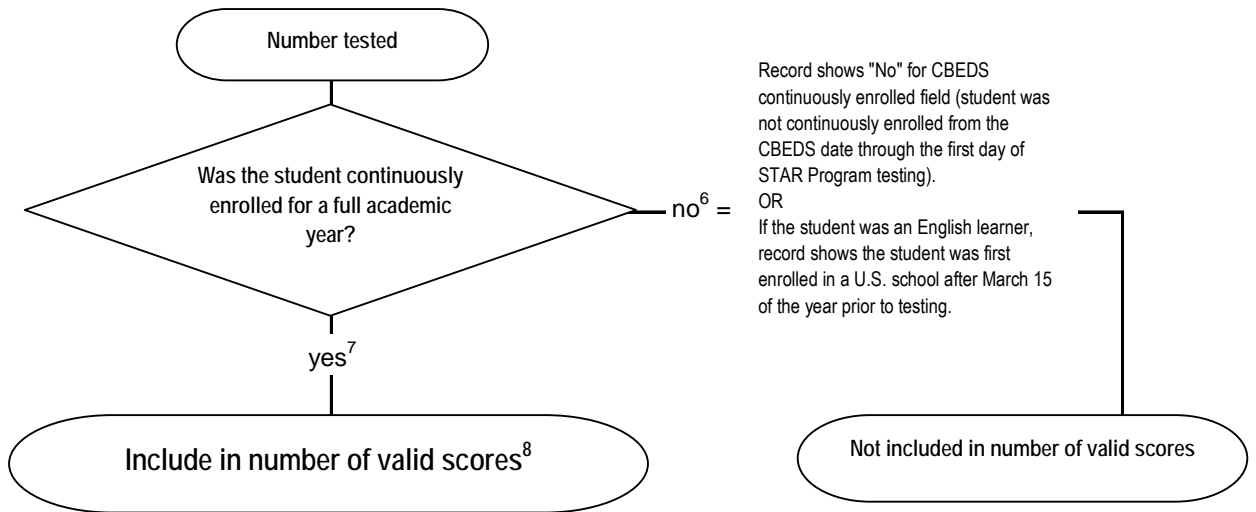 Number tested
Was the student continuously
enrolled for a full academic
year?
no6 =
Record shows "No" for CBEDS
continuously enrolled field (student was
not continuously enrolled from the
CBEDS date through the first day of
STAR Program testing).
OR
If the student was an English learner,
record shows the student was first
enrolled in a U.S. school after March 15
of the year prior to testing.
yes7
Include in number of valid scores8
Not included in number of valid scores